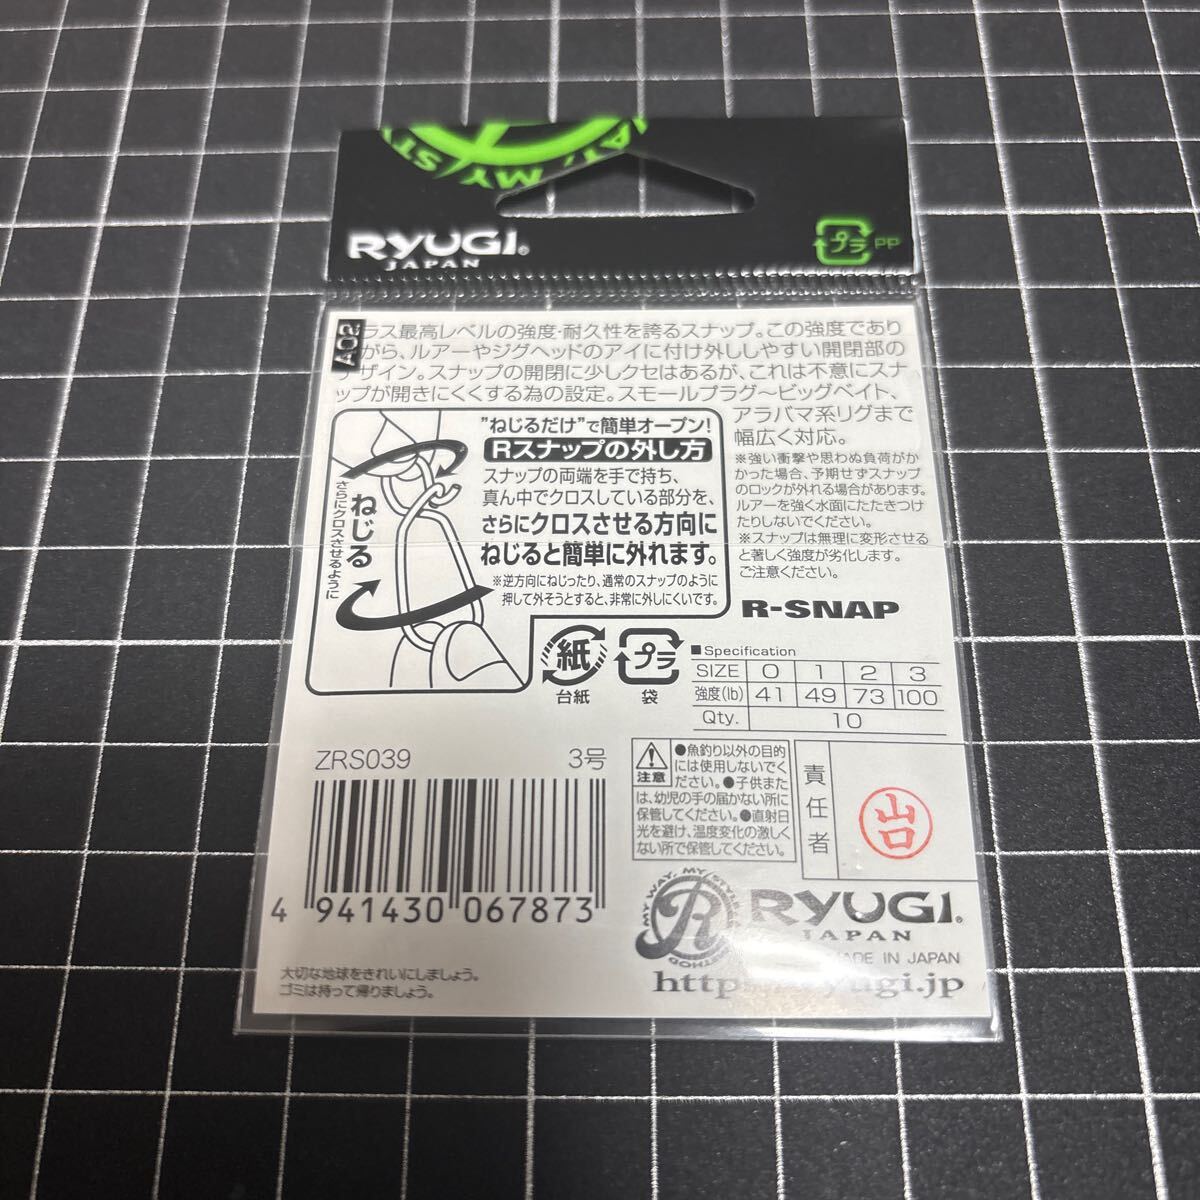 AY, MY ST
RYUGI®
JAPAN
プラ PP
A02
ラス最高レベルの強度・耐久性を誇るスナップ。この強度であり
がら、ルアーやジグヘッドのアイに付け外ししやすい開閉部の
デザイン。スナップの開閉に少しクセはあるが、これは不意にスナ
ップが開きにくくする為の設定。スモールプラグ～ビッグベイト、
アラバマ系リグまで
幅広く対応。
※強い衝撃や思わぬ負荷がか
かった場合、予期せずスナップ
のロックが外れる場合があります。
ルアーを強く水面にたたきつけ
たりしないでください。
※スナップは無理に変形させる
と著しく強度が劣化します。
ご注意ください。
"ねじるだけ"で簡単オープン!
Rスナップの外し方
スナップの両端を手で持ち、
真ん中でクロスしている部分を、
さらにクロスさせる方向に
ねじると簡単に外れます。
※逆方向にねじったり、通常のスナップのように
押して外そうとすると、非常に外しにくいです。
ねじる
さらにクロスさせるように
R-SNAP
紙
台紙
プラ
袋
■Specification
SIZE 0 1 2 3
強度(lb) 41 49 73 100
Qty. 10
ZRS039 3号
4 941430 067873
注意
●魚釣り以外の目的
には使用しないでく
ださい。●子供また
は、幼児の手の届かない所に
保管してください。●直射日
光を避け、温度変化の激しく
ない所で保管してください。
責任者
山口
MY WAY, MY STYLE
METHOD
R
RYUGI®
JAPAN
MADE IN JAPAN
大切な地球をきれいにしましょう。
ゴミは持って帰りましょう。